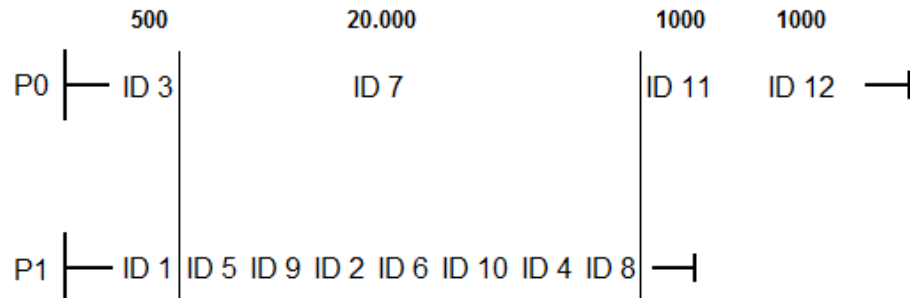 500 20.000 1000 1000
P0 ID 3 ID 7 ID 11 ID 12
P1 ID 1 ID 5 ID 9 ID 2 ID 6 ID 10 ID 4 ID 8